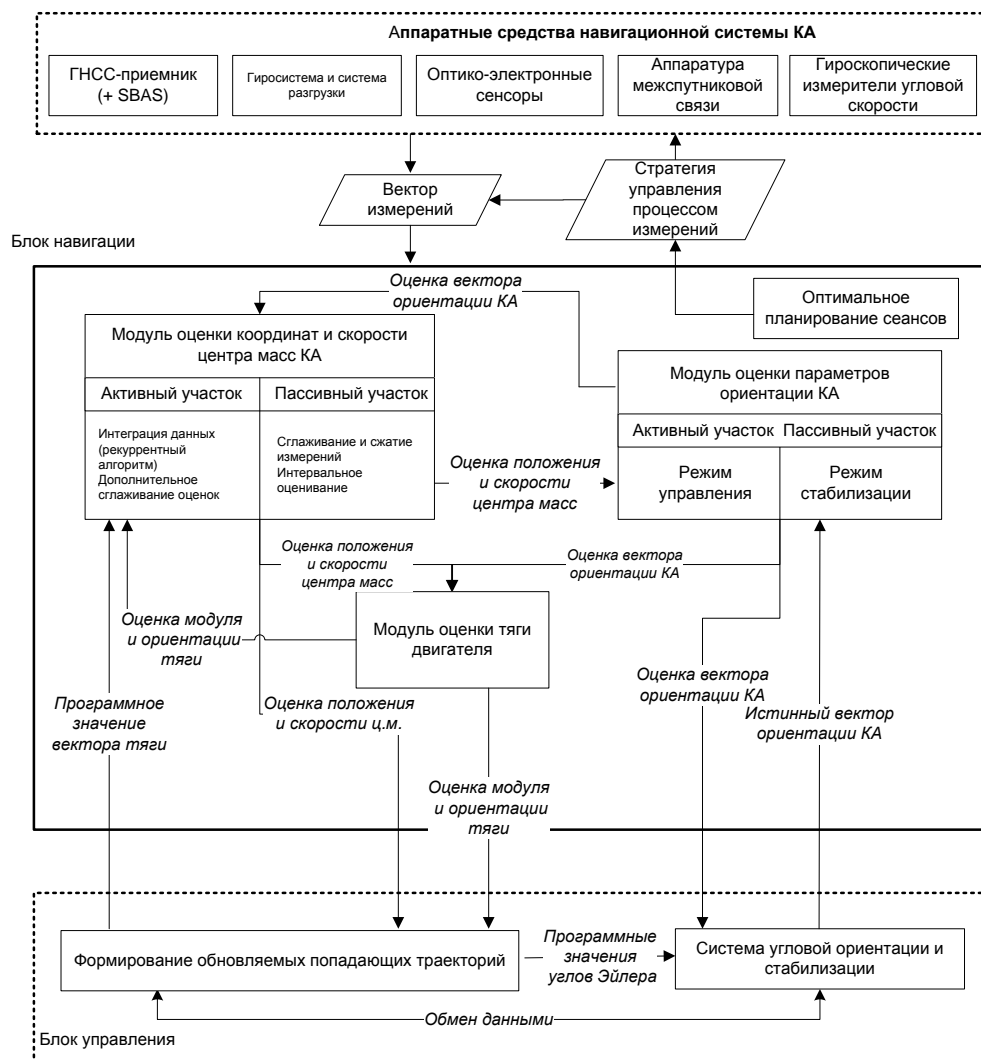 Аппаратные средства навигационной системы КА
ГНСС-приемник
(+ SBAS)
Гиросистема и система
разгрузки
Оптико-электронные
сенсоры
Аппаратура
межспутниковой
связи
Гироскопические
измерители угловой
скорости
Вектор
измерений
Стратегия
управления
процессом
измерений
Блок навигации
Оценка вектора
ориентации КА
Оптимальное
планирование сеансов
Модуль оценки координат и скорости
центра масс КА
Активный участок
Пассивный участок
Интеграция данных
(рекуррентный
алгоритм)
Дополнительное
сглаживание оценок
Сглаживание и сжатие
измерений
Интервальное
оценивание
Модуль оценки параметров
ориентации КА
Активный участок
Пассивный участок
Режим
управления
Режим
стабилизации
Оценка положения
и скорости
центра масс
Оценка положения
и скорости
центра масс
Оценка вектора
ориентации КА
Модуль оценки тяги
двигателя
Оценка модуля
и ориентации
тяги
Программное
значение
вектора тяги
Оценка положения
и скорости ц.м.
Оценка вектора
ориентации КА
Истинный вектор
ориентации КА
Оценка модуля
и ориентации
тяги
Формирование обновляемых попадающих траекторий
Программные
значения
углов Эйлера
Система угловой ориентации и
стабилизации
Обмен данными
Блок управления